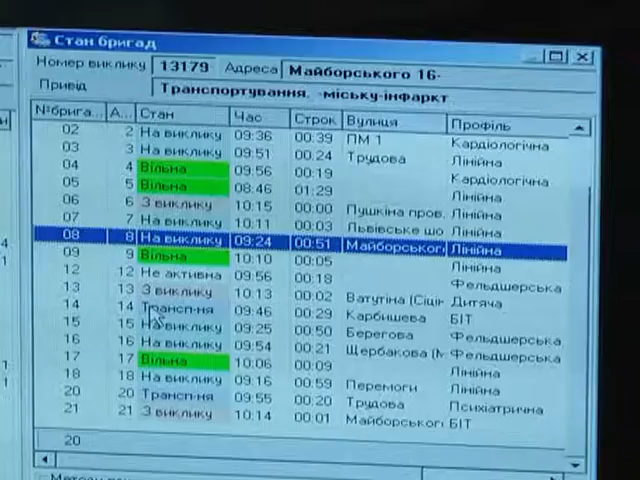 Стан бригад
Номер виклику 13179 Адреса Майборського 16-
Привід Транспортування. -міську-інфаркт
№брига... А... Стан Час Строк Вулиця Профіль
02 2 На виклику 09:36 00:39 ПМ 1 Кардіологічна
03 3 На виклику 09:51 00:24 Трудова Лінійна
04 4 Вільна 09:56 00:19 Кардіологічна
05 5 Вільна 08:46 01:29 Лінійна
06 6 З виклику 10:15 00:00 Пушкіна пров. Лінійна
07 7 На виклику 10:11 00:03 Львівське шо Лінійна
08 8 На виклику 09:24 00:51 Майборськог Лінійна
09 9 Вільна 10:10 00:05 Лінійна
12 12 Не активна 09:56 00:18 Фельдшерська
13 13 З виклику 10:13 00:02 Ватутіна (Сіцін Дитяча
14 14 Трансп-ня 09:46 00:29 Карбишева БІТ
15 15 На виклику 09:25 00:50 Берегова Фельдшерська
16 16 На виклику 09:54 00:21 Щербакова (М Фельдшерська
17 17 Вільна 10:06 00:09 Лінійна
18 18 На виклику 09:16 00:59 Перемоги Лінійна
20 20 Трансп-ня 09:55 00:20 Трудова Психіатрична
21 21 З виклику 10:14 00:01 Майборськог БІТ
20